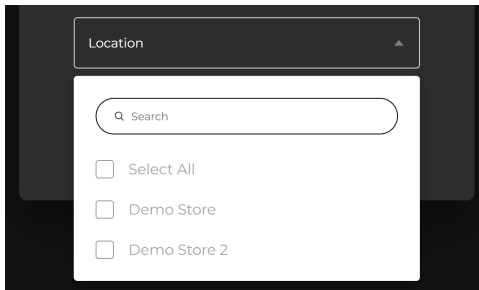 Location
Search
Select All
Demo Store
Demo Store 2